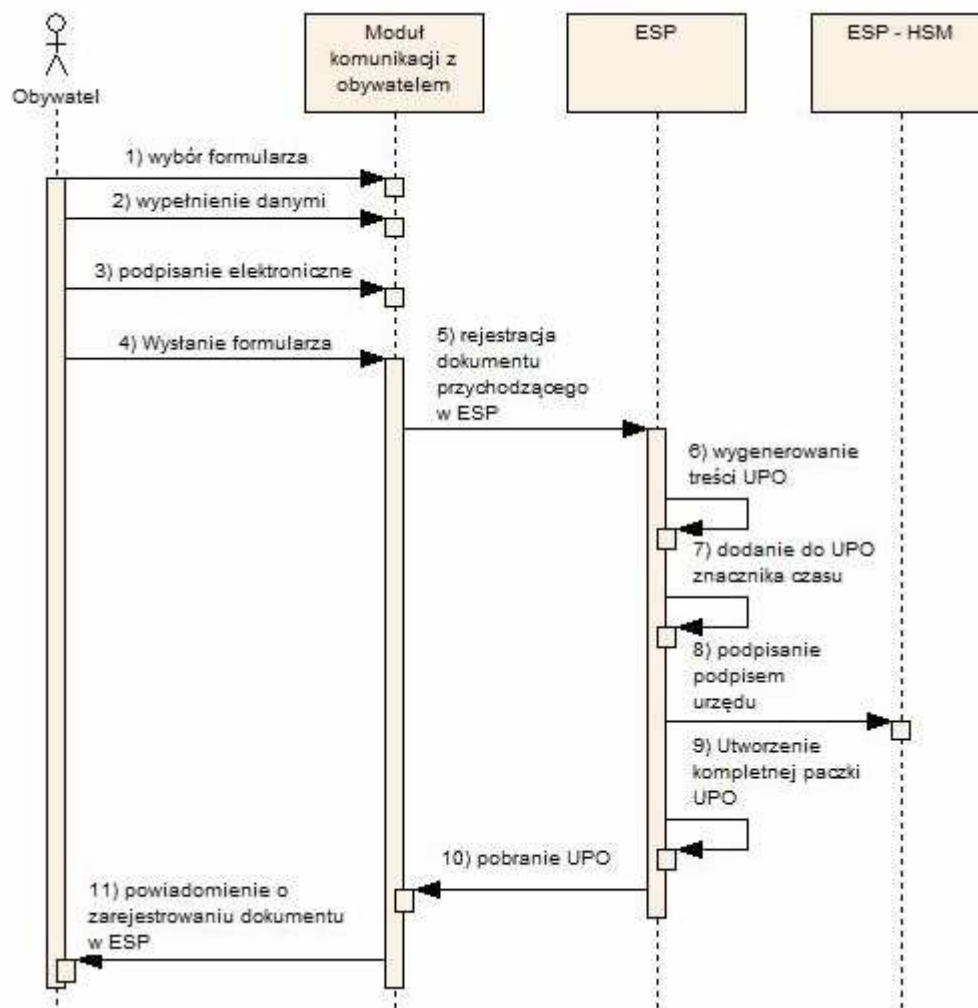 Obywatel
Moduł
komunikacji z
obywatelem
ESP
ESP - HSM
1) wybór formularza
2) wypełnienie danymi
3) podpisanie elektroniczne
4) Wysłanie formularza
5) rejestracja
dokumentu
przychodzącego
w ESP
6) wygenerowanie
treści UPO
7) dodanie do UPO
znacznika czasu
8) podpisanie
podpisem
urzędu
9) Utworzenie
kompletnej paczki
UPO
10) pobranie UPO
11) powiadomienie o
zarejestrowaniu dokumentu
w ESP